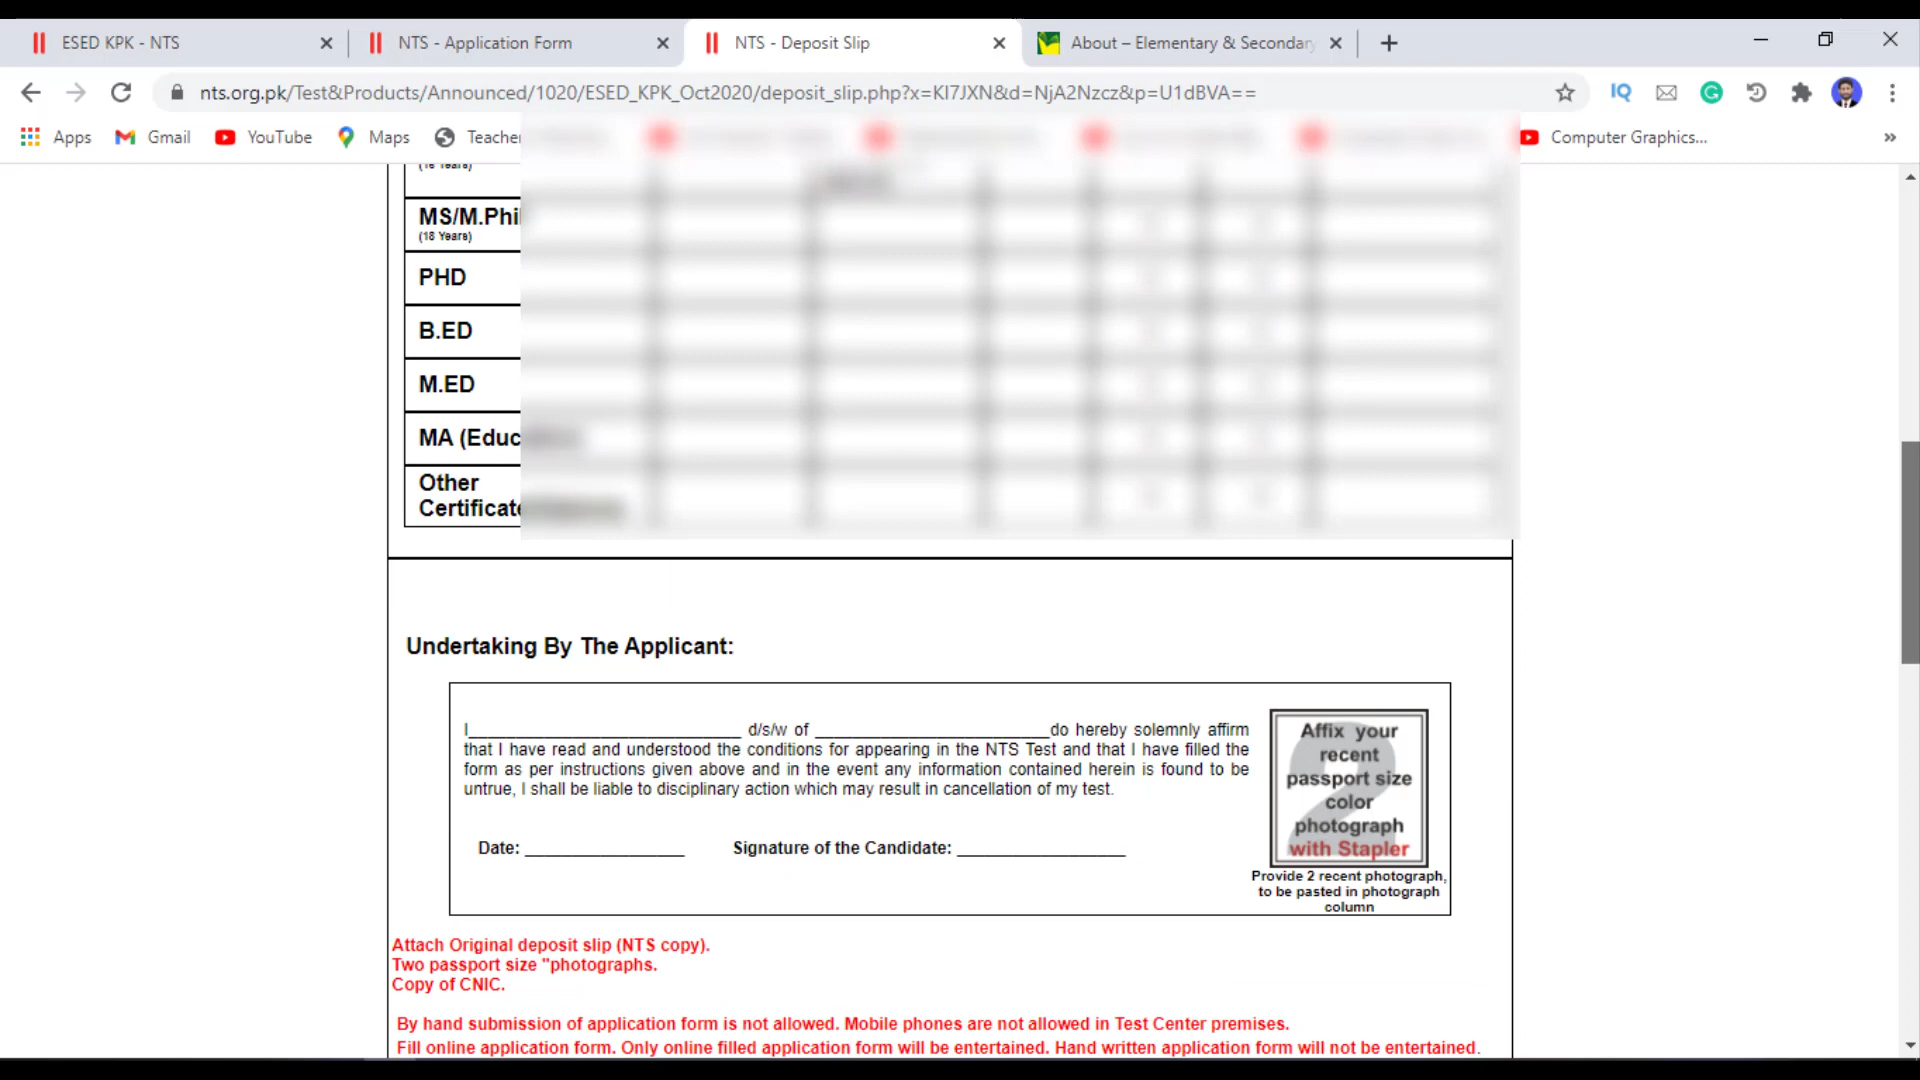 ESED KPK - NTS
NTS - Application Form
NTS - Deposit Slip
About – Elementary & Secondary
nts.org.pk/Test&Products/Announced/1020/ESED_KPK_Oct2020/deposit_slip.php?x=KI7JXN&d=NjA2Nzcz&p=U1dBVA==
IQ
Apps
Gmail
YouTube
Maps
Teacher
Computer Graphics...
»
MS/M.Phil
(18 Years)
PHD
B.ED
M.ED
MA (Educ
Other
Certificate
Undertaking By The Applicant:
I____________________________ d/s/w of ________________________do hereby solemnly affirm
that I have read and understood the conditions for appearing in the NTS Test and that I have filled the
form as per instructions given above and in the event any information contained herein is found to be
untrue, I shall be liable to disciplinary action which may result in cancellation of my test.
Date: _________________ Signature of the Candidate: __________________
2
Affix your
recent
passport size
color
photograph
with Stapler
Provide 2 recent photograph,
to be pasted in photograph
column
Attach Original deposit slip (NTS copy).
Two passport size "photographs.
Copy of CNIC.
By hand submission of application form is not allowed. Mobile phones are not allowed in Test Center premises.
Fill online application form. Only online filled application form will be entertained. Hand written application form will not be entertained.